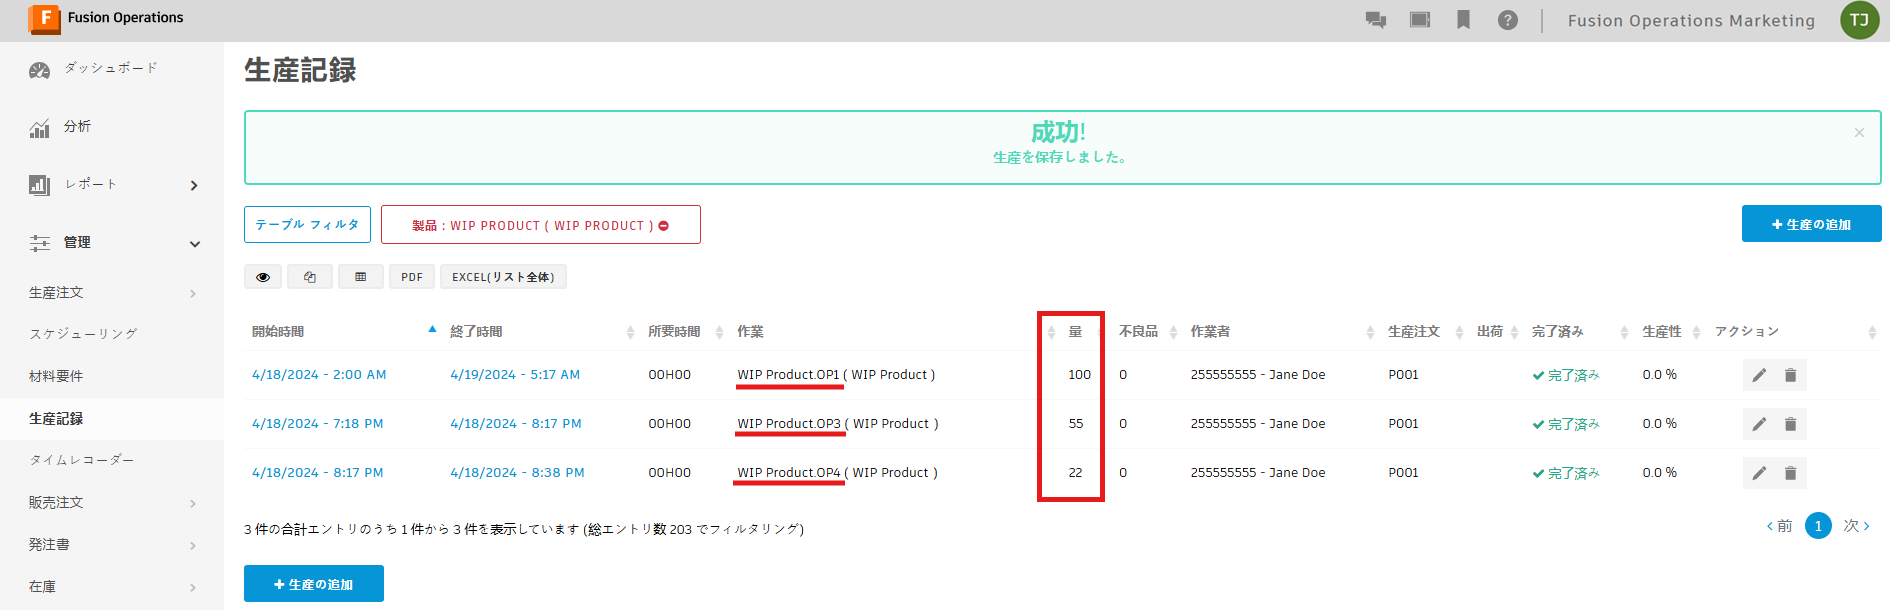 Fusion Operations
Fusion Operations Marketing
TJ
ダッシュボード
分析
レポート
管理
生産注文
スケジューリング
材料要件
生産記録
タイムレコーダー
販売注文
発注書
在庫
生産記録
成功!
生産を保存しました。
テーブル フィルタ
製品 : WIP PRODUCT ( WIP PRODUCT )
+ 生産の追加
PDF
EXCEL(リスト全体)
開始時間 終了時間 所要時間 作業 量 不良品 作業者 生産注文 出荷 完了済み 生産性 アクション
4/18/2024 - 2:00 AM 4/19/2024 - 5:17 AM 00H00 WIP Product.OP1 ( WIP Product ) 100 0 255555555 - Jane Doe P001 完了済み 0.0 %
4/18/2024 - 7:18 PM 4/18/2024 - 8:17 PM 00H00 WIP Product.OP3 ( WIP Product ) 55 0 255555555 - Jane Doe P001 完了済み 0.0 %
4/18/2024 - 8:17 PM 4/18/2024 - 8:38 PM 00H00 WIP Product.OP4 ( WIP Product ) 22 0 255555555 - Jane Doe P001 完了済み 0.0 %
3 件の合計エントリのうち 1 件から 3 件を表示しています (総エントリ数 203 でフィルタリング)
前 1 次
+ 生産の追加